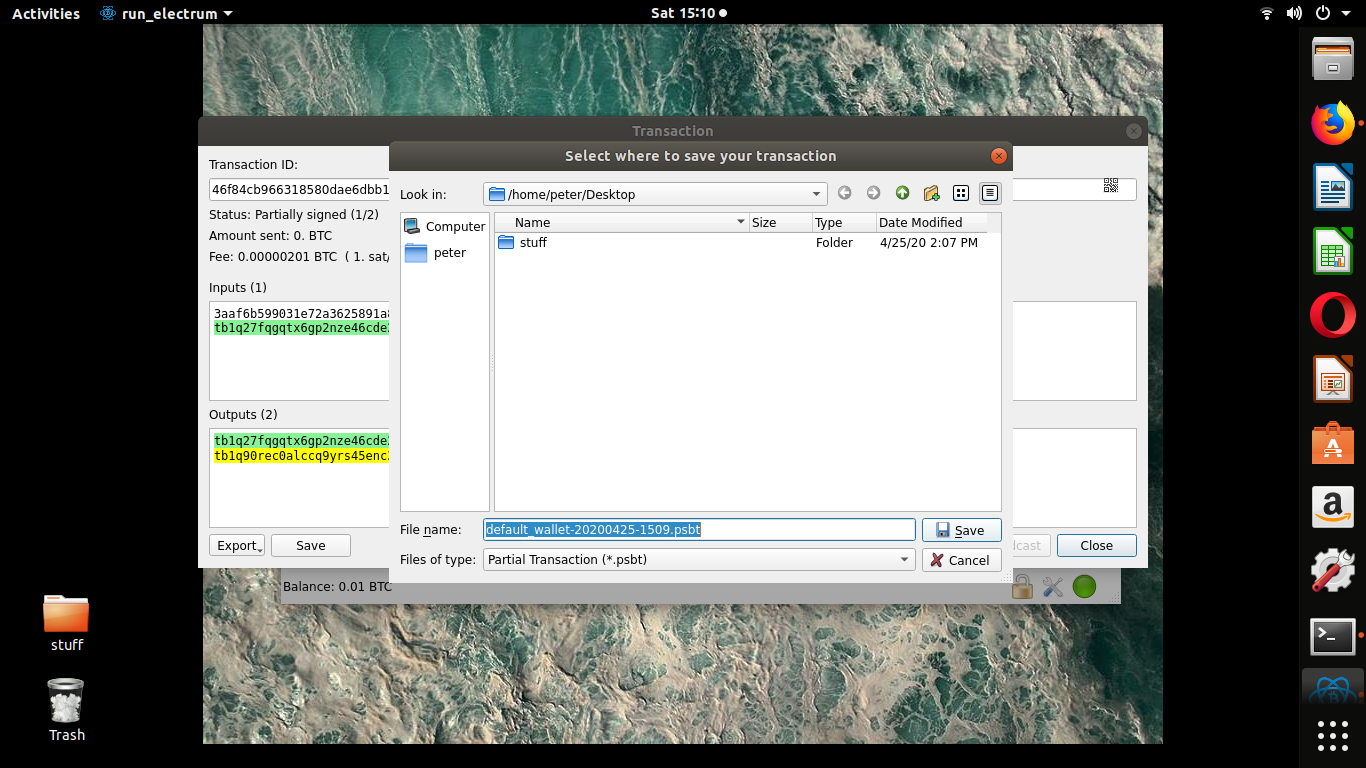 Activities
run_electrum
Sat 15:10
Transaction
Select where to save your transaction
Transaction ID:
46f84cb966318580dae6dbb1
Status: Partially signed (1/2)
Amount sent: 0. BTC
Fee: 0.00000201 BTC ( 1. sat/
Inputs (1)
3aaf6b599031e72a3625891a
tb1q27fqgqtx6gp2nze46cde
Outputs (2)
tb1q27fqgqtx6gp2nze46cde
tb1q90rec0alccq9yrs45enc
Export
Save
Look in:
/home/peter/Desktop
Computer
peter
Name
Size
Type
Date Modified
stuff
Folder
4/25/20 2:07 PM
File name:
default_wallet-20200425-1509.psbt
Save
Files of type:
Partial Transaction (*.psbt)
Cancel
dcast
Close
Balance: 0.01 BTC
stuff
Trash